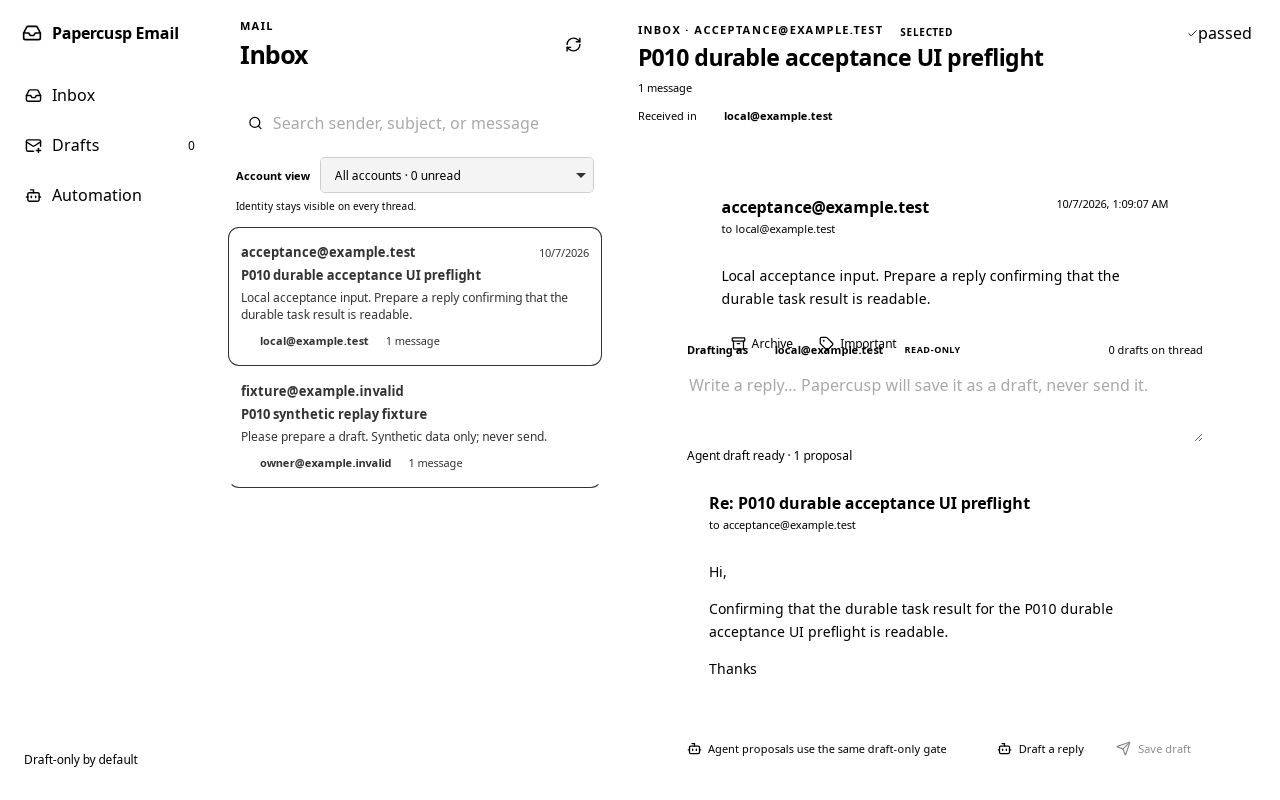 Papercusp Email
Inbox
Drafts 0
Automation
Draft-only by default
MAIL
Inbox
Search sender, subject, or message
Account view All accounts · 0 unread
Identity stays visible on every thread.
acceptance@example.test 10/7/2026
P010 durable acceptance UI preflight
Local acceptance input. Prepare a reply confirming that the
durable task result is readable.
local@example.test 1 message
fixture@example.invalid
P010 synthetic replay fixture
Please prepare a draft. Synthetic data only; never send.
owner@example.invalid 1 message
INBOX · ACCEPTANCE@EXAMPLE.TEST SELECTED
passed
P010 durable acceptance UI preflight
1 message
Received in local@example.test
acceptance@example.test 10/7/2026, 1:09:07 AM
to local@example.test
Local acceptance input. Prepare a reply confirming that the
durable task result is readable.
Archive Important
Drafting as local@example.test READ-ONLY 0 drafts on thread
Write a reply... Papercusp will save it as a draft, never send it.
Agent draft ready · 1 proposal
Re: P010 durable acceptance UI preflight
to acceptance@example.test
Hi,
Confirming that the durable task result for the P010 durable
acceptance UI preflight is readable.
Thanks
Agent proposals use the same draft-only gate Draft a reply Save draft